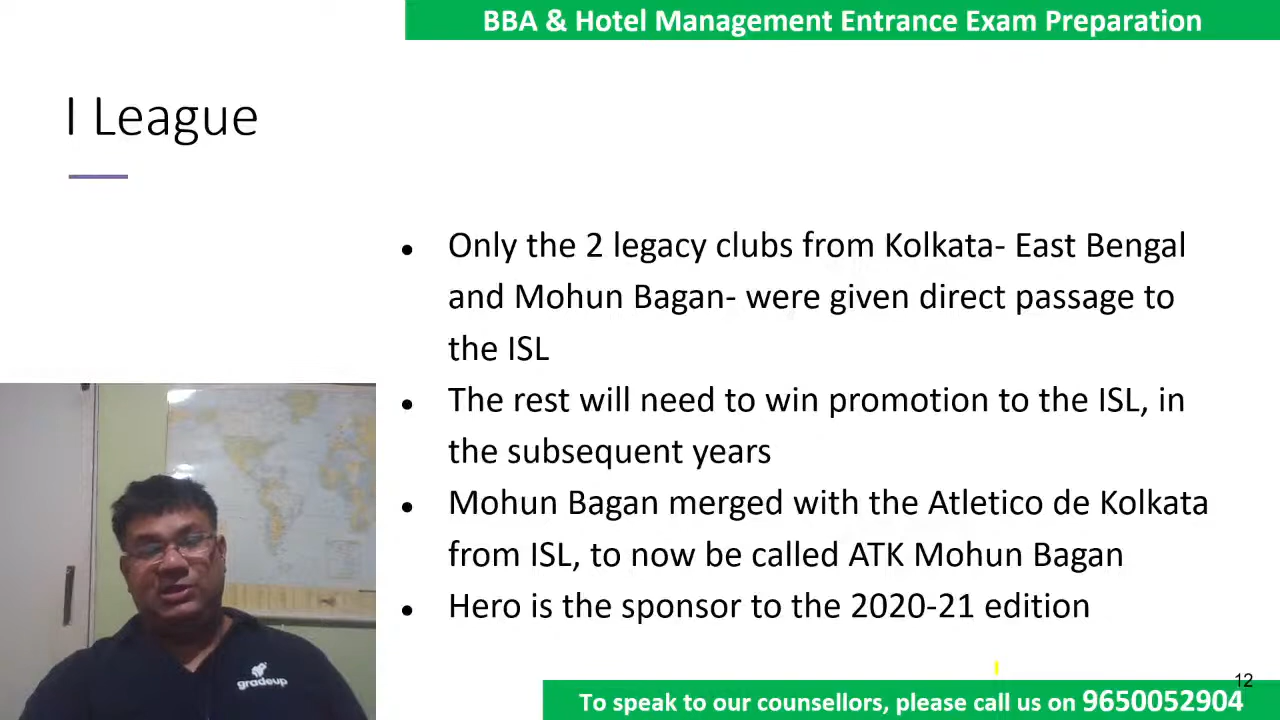 BBA & Hotel Management Entrance Exam Preparation
I League
Only the 2 legacy clubs from Kolkata- East Bengal
and Mohun Bagan- were given direct passage to
the ISL
The rest will need to win promotion to the ISL, in
the subsequent years
Mohun Bagan merged with the Atletico de Kolkata
from ISL, to now be called ATK Mohun Bagan
Hero is the sponsor to the 2020-21 edition
gradeup
12
To speak to our counsellors, please call us on 9650052904